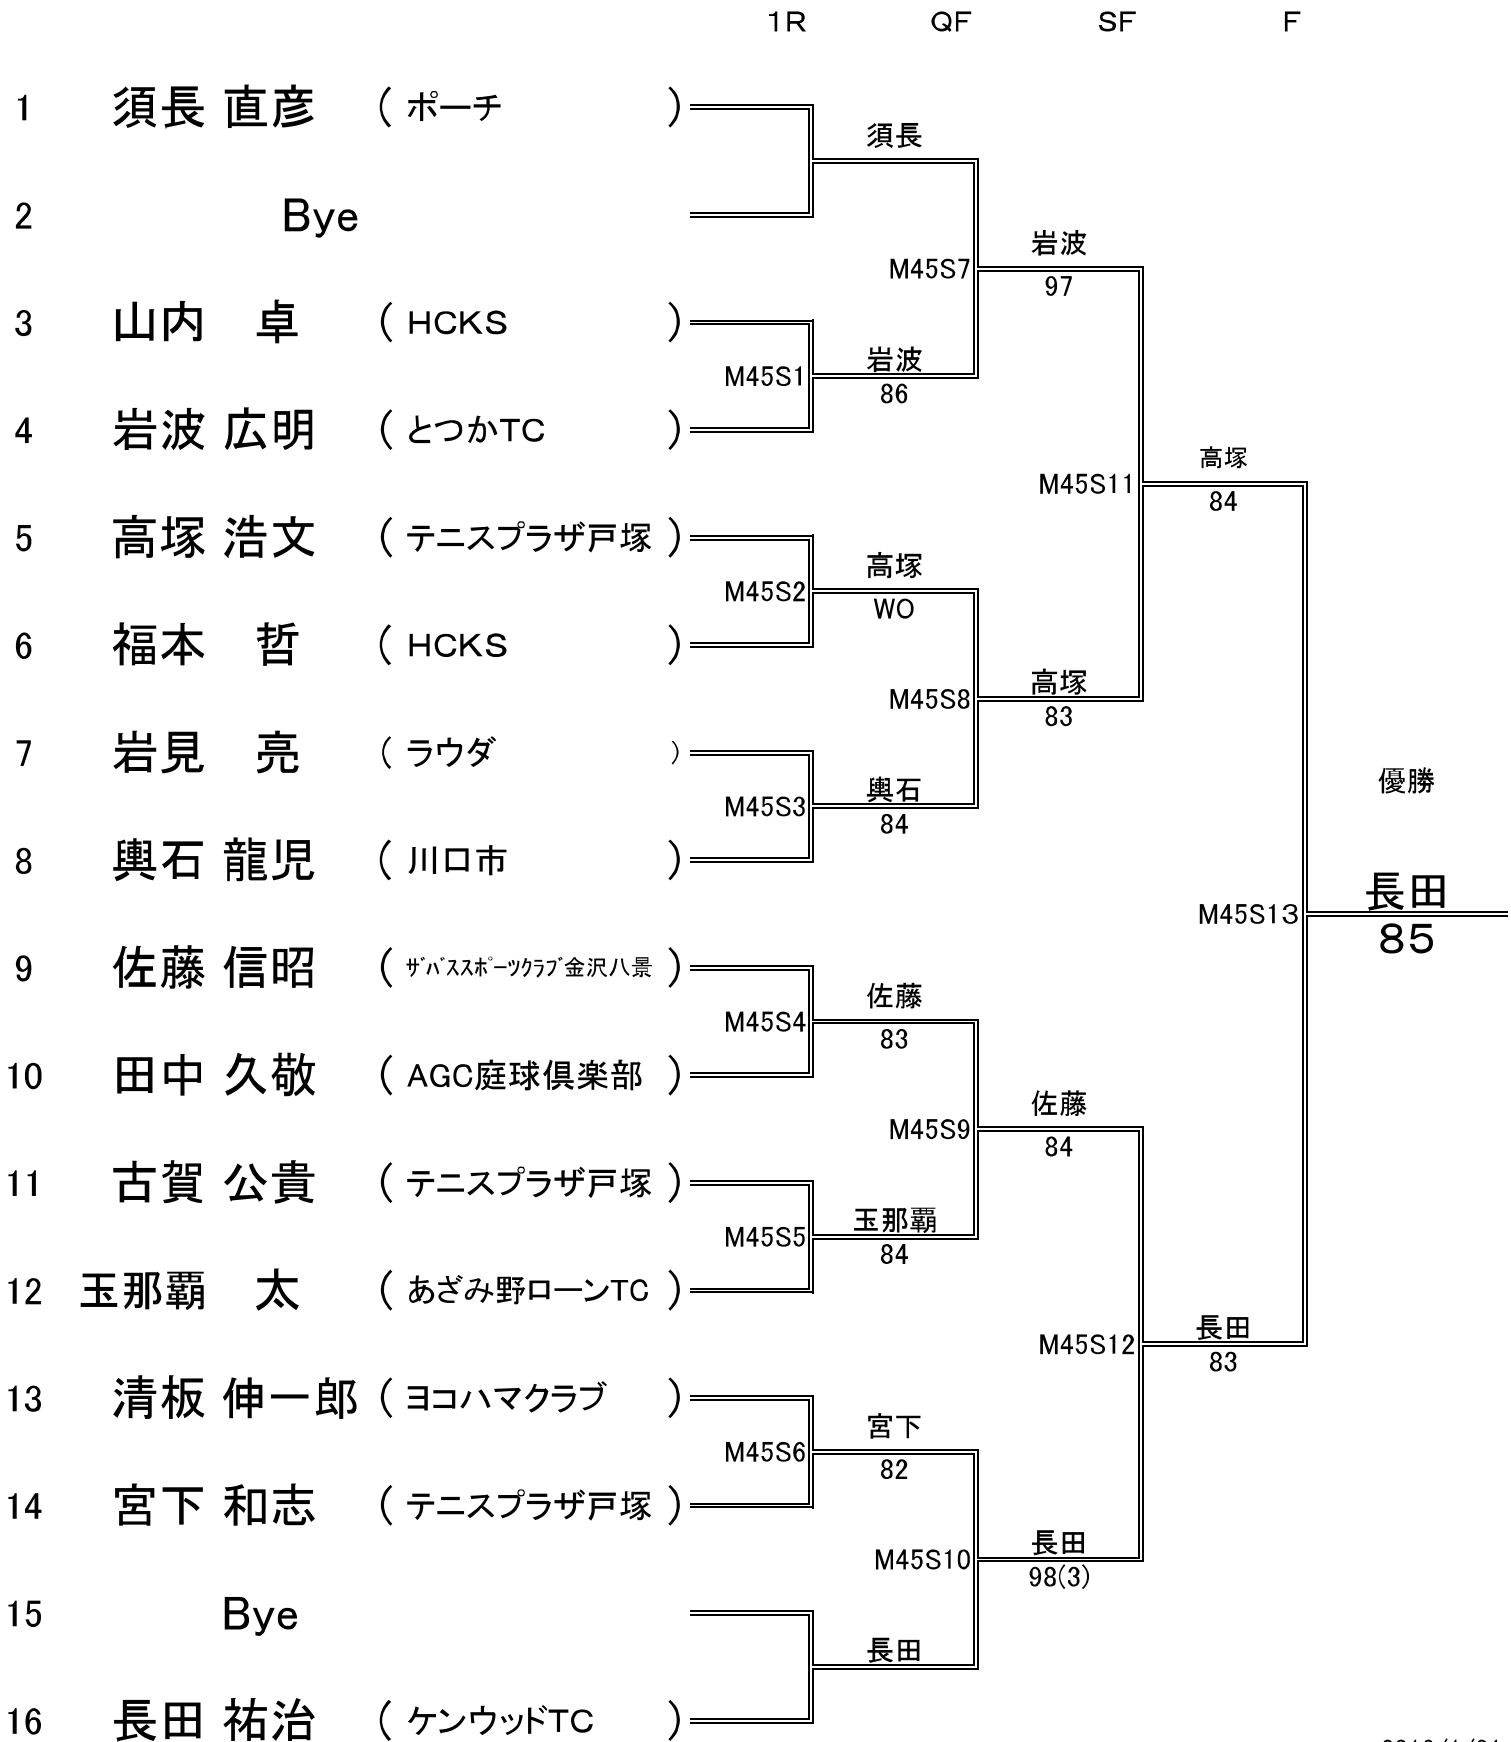 1R QF SF F
1 須長 直彦 ( ポーチ )
須長
2 Bye
岩波
M45S7
97
3 山内 卓 ( HCKS )
岩波
M45S1
86
4 岩波 広明 ( とつかTC )
高塚
M45S11
84
5 高塚 浩文 ( テニスプラザ戸塚 )
高塚
M45S2
WO
6 福本 哲 ( HCKS )
高塚
M45S8
83
7 岩見 亮 ( ラウダ )
優勝
輿石
M45S3
84
8 輿石 龍児 ( 川口市 )
長田
M45S13
85
9 佐藤 信昭 ( ザバススポーツクラブ金沢八景 )
佐藤
M45S4
83
10 田中 久敬 ( AGC庭球倶楽部 )
佐藤
M45S9
84
11 古賀 公貴 ( テニスプラザ戸塚 )
玉那覇
M45S5
84
12 玉那覇 太 ( あざみ野ローンTC )
長田
M45S12
83
13 清板 伸一郎 ( ヨコハマクラブ )
宮下
M45S6
82
14 宮下 和志 ( テニスプラザ戸塚 )
長田
M45S10
98(3)
15 Bye
長田
16 長田 祐治 ( ケンウッドTC )